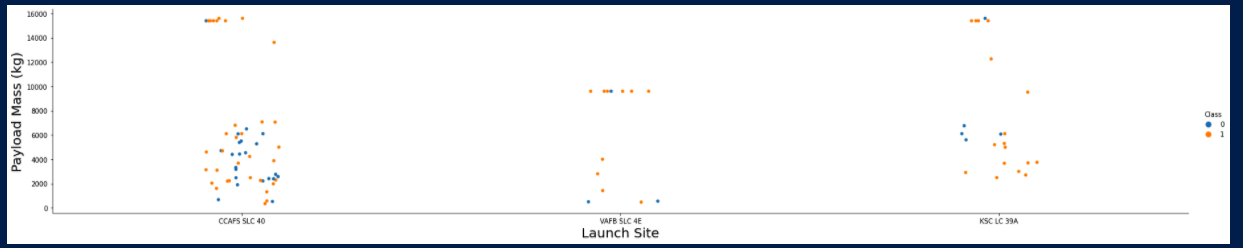 Payload Mass (kg)
16000
14000
12000
10000
8000
6000
4000
2000
0
CCAFS SLC 40
VAFB SLC 4E
KSC LC 39A
Launch Site
Class
0
1